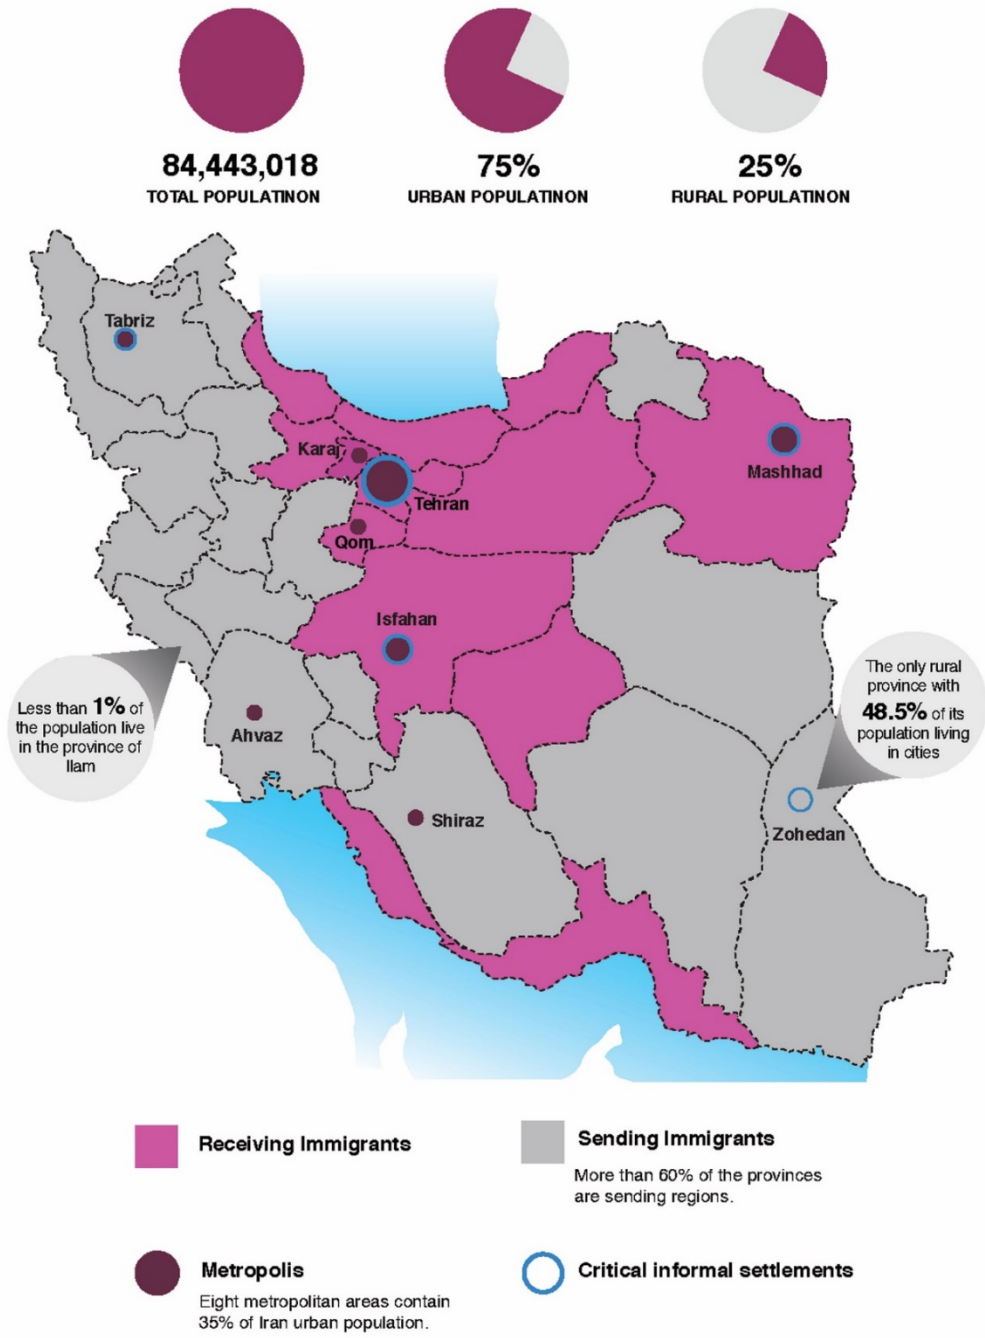 84,443,018
TOTAL POPULATINON
75%
URBAN POPULATINON
25%
RURAL POPULATINON
Tabriz
Karaj
Mashhad
Tehran
Qom
Isfahan
Less than 1% of
the population live
in the province of
Ilam
The only rural
province with
48.5% of its
population living
in cities
Ahvaz
Shiraz
Zohedan
Receiving Immigrants
Sending Immigrants
More than 60% of the provinces
are sending regions.
Metropolis
Eight metropolitan areas contain
35% of Iran urban population.
Critical informal settlements